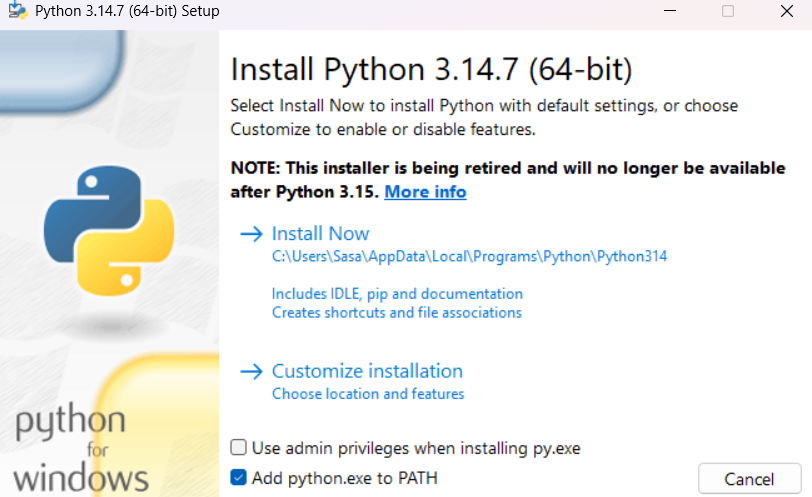 Python 3.14.7 (64-bit) Setup
Install Python 3.14.7 (64-bit)
Select Install Now to install Python with default settings, or choose
Customize to enable or disable features.
NOTE: This installer is being retired and will no longer be available
after Python 3.15. More info
Install Now
C:\Users\Sasa\AppData\Local\Programs\Python\Python314
Includes IDLE, pip and documentation
Creates shortcuts and file associations
Customize installation
Choose location and features
Use admin privileges when installing py.exe
Add python.exe to PATH
Cancel
python
for
windows